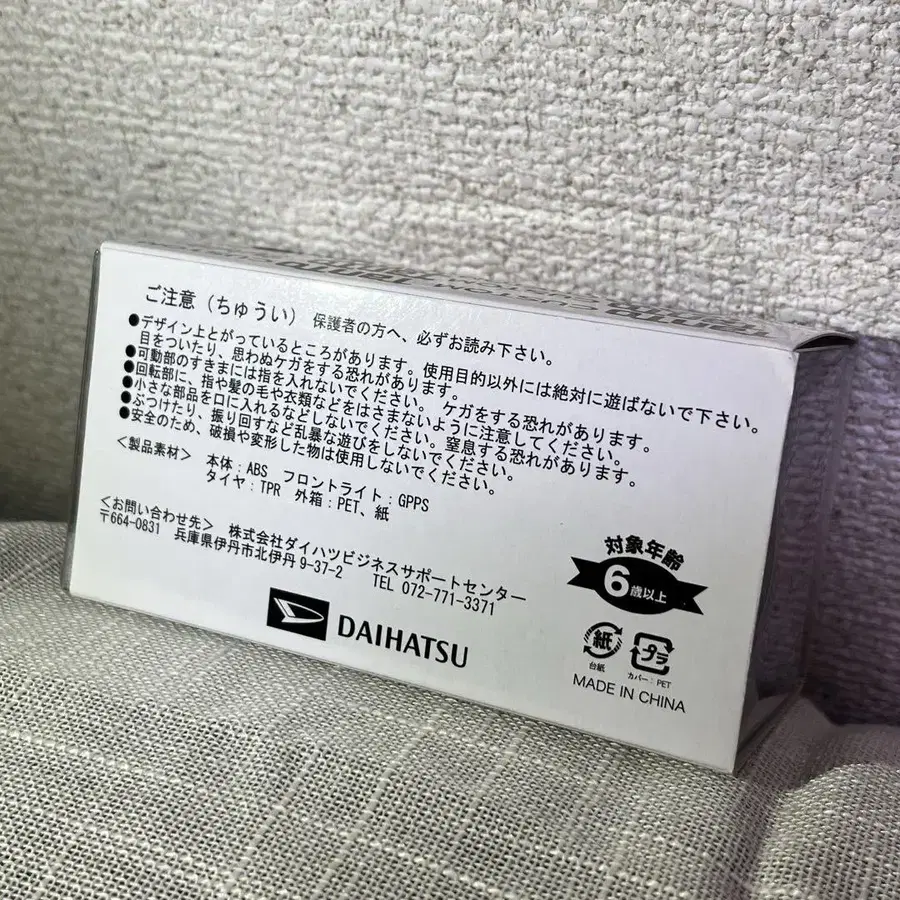 ご注意（ちゅうい） 保護者の方へ、必ずお読み下さい。
●デザイン上とがっているところがあります。使用目的以外には絶対に遊ばないで下さい。
目をついたり、思わぬケガをする恐れがあります。
●可動部のすきまには指を入れないでください。 ケガをする恐れがあります。
●回転部に、指や髪の毛や衣類などをはさまないように注意してください。
●小さな部品を口に入れるなどしないでください。窒息する恐れがあります。
●ぶつけたり、振り回すなど乱暴な遊びをしないでください。
●安全のため、破損や変形した物は使用しないでください。
＜製品素材＞ 本体：ABS フロントライト：GPPS
タイヤ：TPR 外箱：PET、紙
＜お問い合わせ先＞ 株式会社ダイハツビジネスサポートセンター
〒664-0831 兵庫県伊丹市北伊丹 9-37-2 TEL 072-771-3371
DAIHATSU
対象年齢
6歳以上
紙 プラ
台紙 カバー：PET
MADE IN CHINA